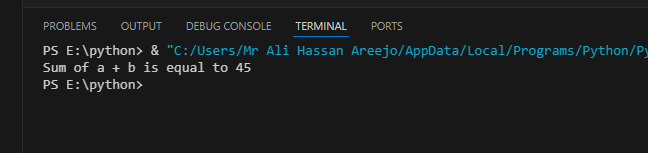 PROBLEMS OUTPUT DEBUG CONSOLE TERMINAL PORTS
PS E:\python> & "C:/Users/Mr Ali Hassan Areejo/AppData/Local/Programs/Python/Py
Sum of a + b is equal to 45
PS E:\python>